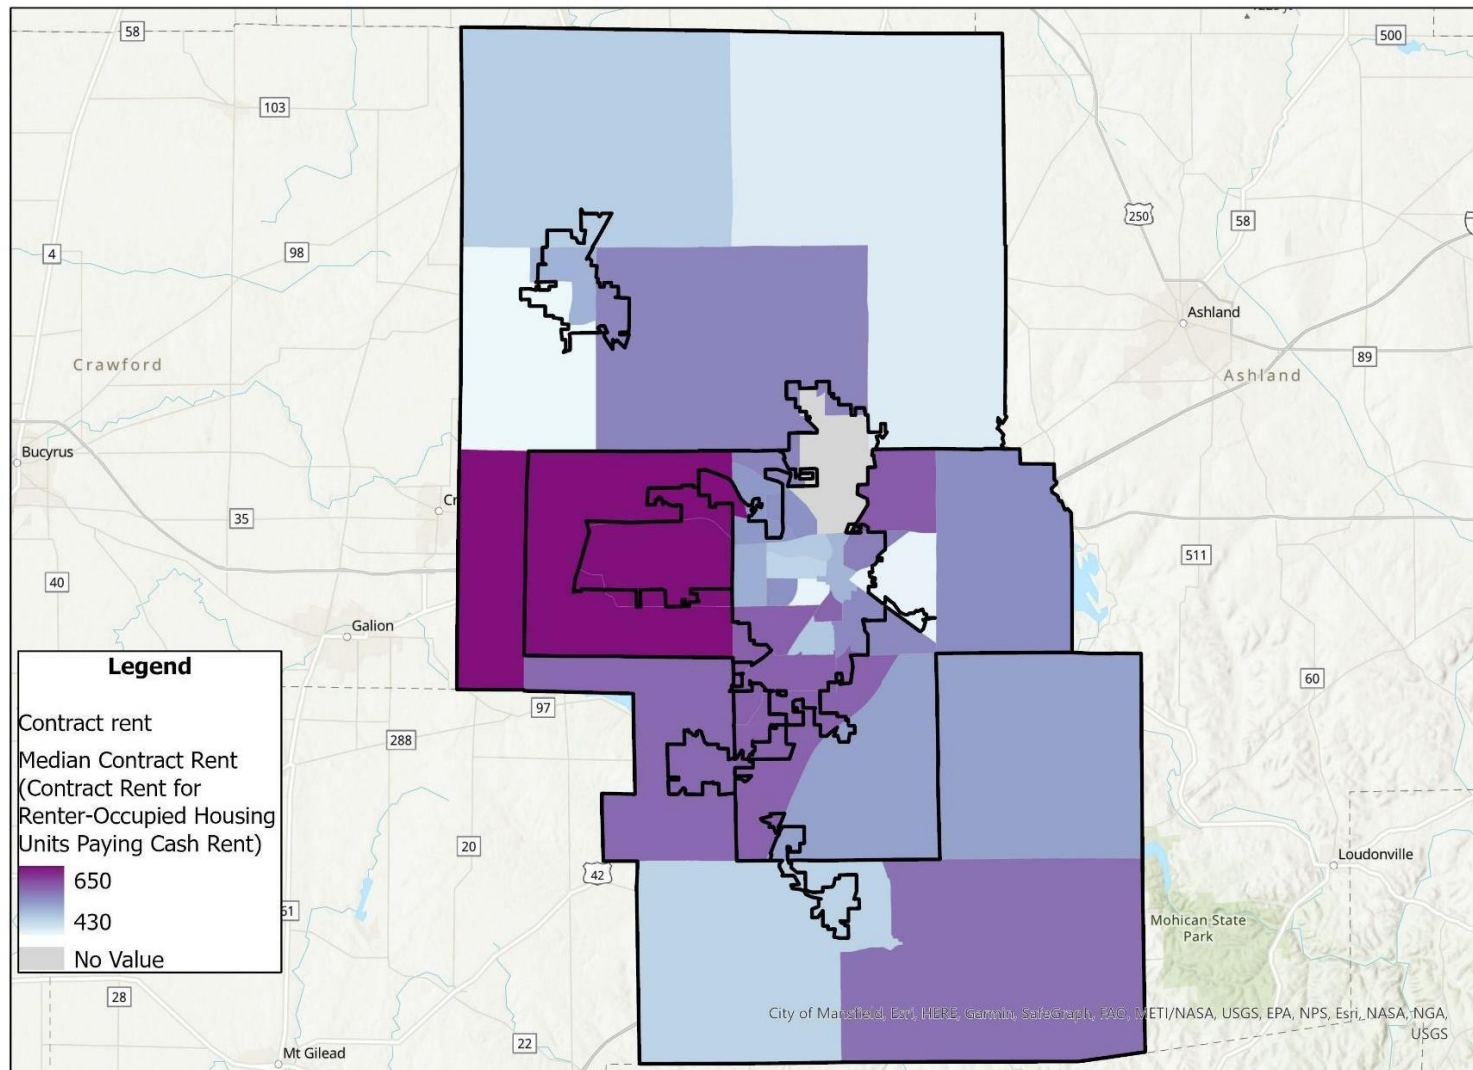 58
500
103
250
58
4
98
Ashland
89
Crawford
Ashland
Bucyrus
35
511
40
Galion
Legend
60
97
Contract rent
288
Median Contract Rent
(Contract Rent for
Renter-Occupied Housing
Units Paying Cash Rent)
20
Loudonville
42
650
430
61
Mohican State
Park
No Value
28
City of Mansfield, Esri, HERE, Garmin, SafeGraph, FAO, METI/NASA, USGS, EPA, NPS, Esri, NASA, NGA,
USGS
22
Mt Gilead